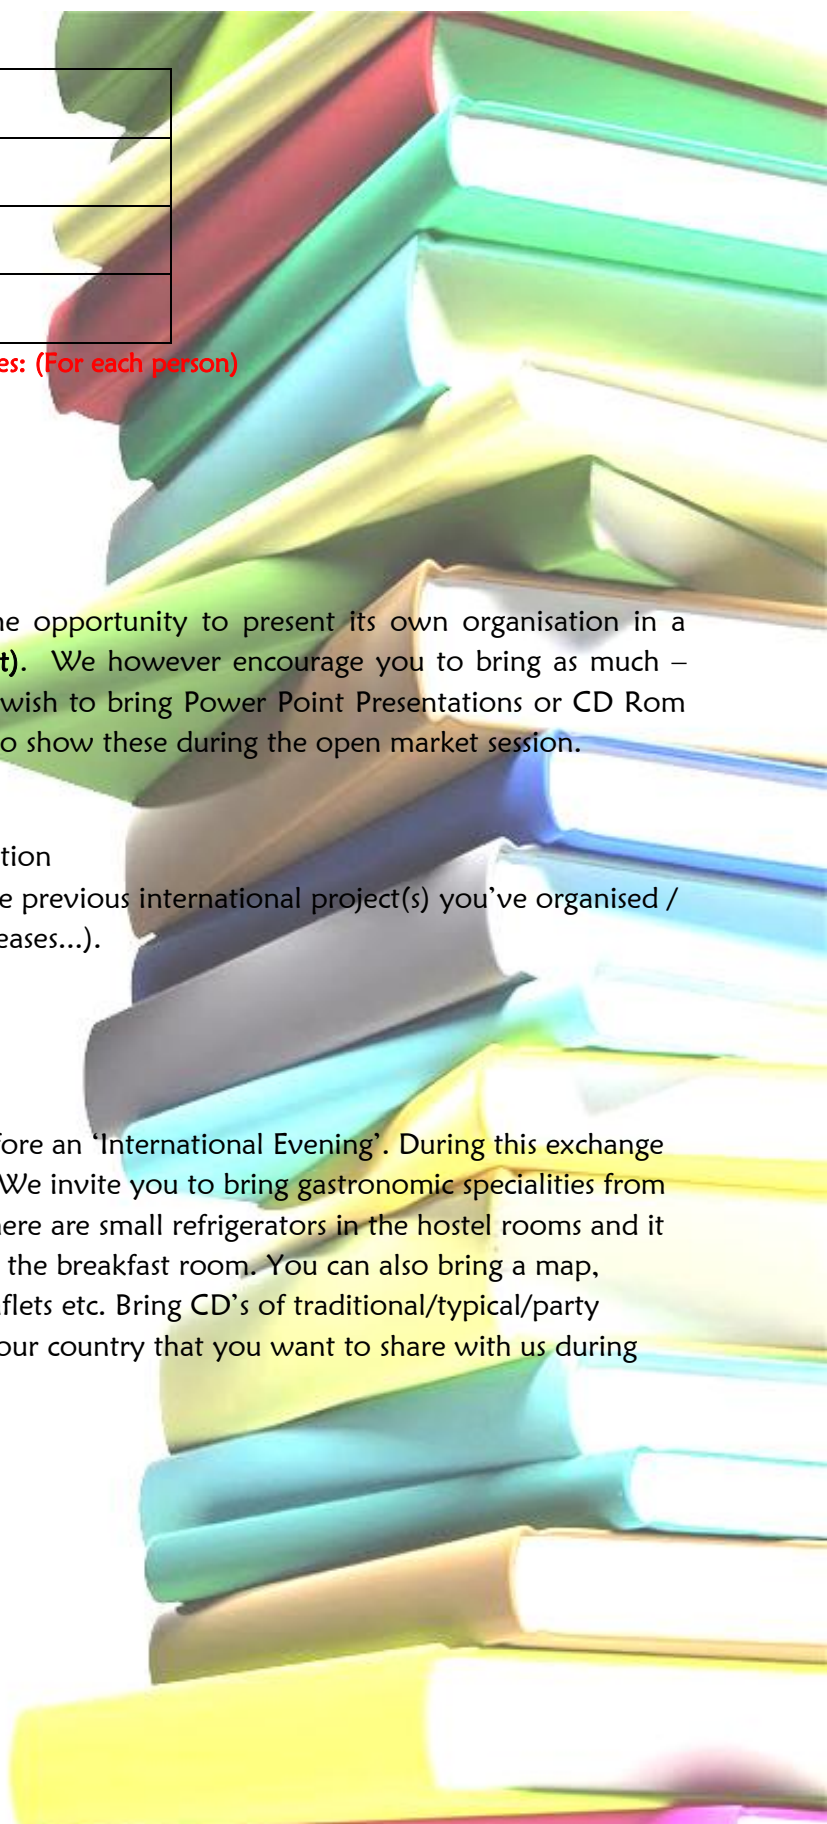 es: (For each person)
ne opportunity to present its own organisation in a
t). We however encourage you to bring as much –
wish to bring Power Point Presentations or CD Rom
o show these during the open market session.
tion
e previous international project(s) you've organised /
eases...).
fore an 'International Evening'. During this exchange
We invite you to bring gastronomic specialities from
here are small refrigerators in the hostel rooms and it
the breakfast room. You can also bring a map,
aflets etc. Bring CD's of traditional/typical/party
our country that you want to share with us during